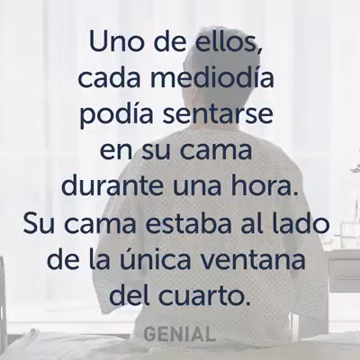 Uno de ellos,
cada mediodía
podía sentarse
en su cama
durante una hora.
Su cama estaba al lado
de la única ventana
del cuarto.
GENIAL